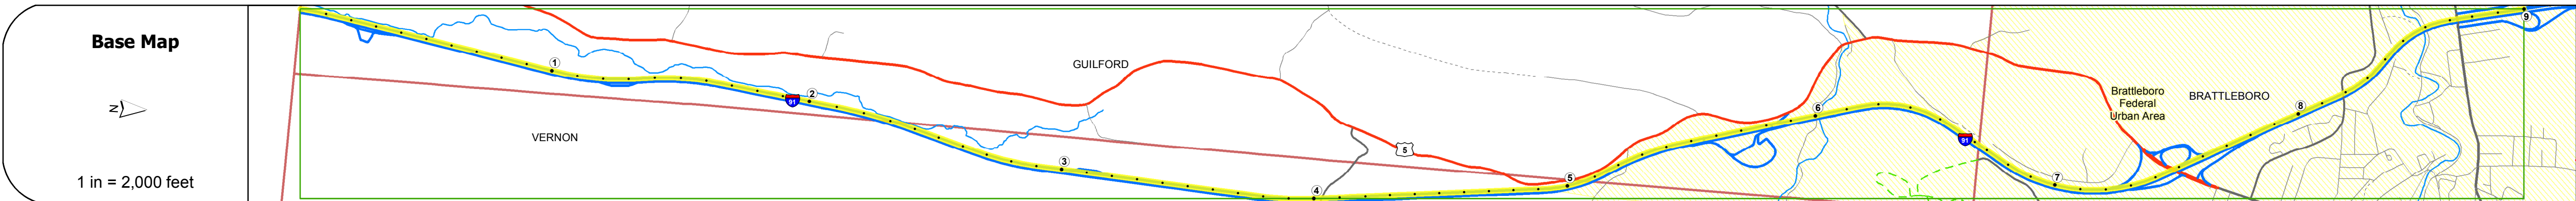 Base Map
N
1 in = 2,000 feet
GUILFORD
VERNON
BRATTLEBORO
Brattleboro
Federal
Urban Area
1
2
3
4
5
6
7
8
9
91
5
91